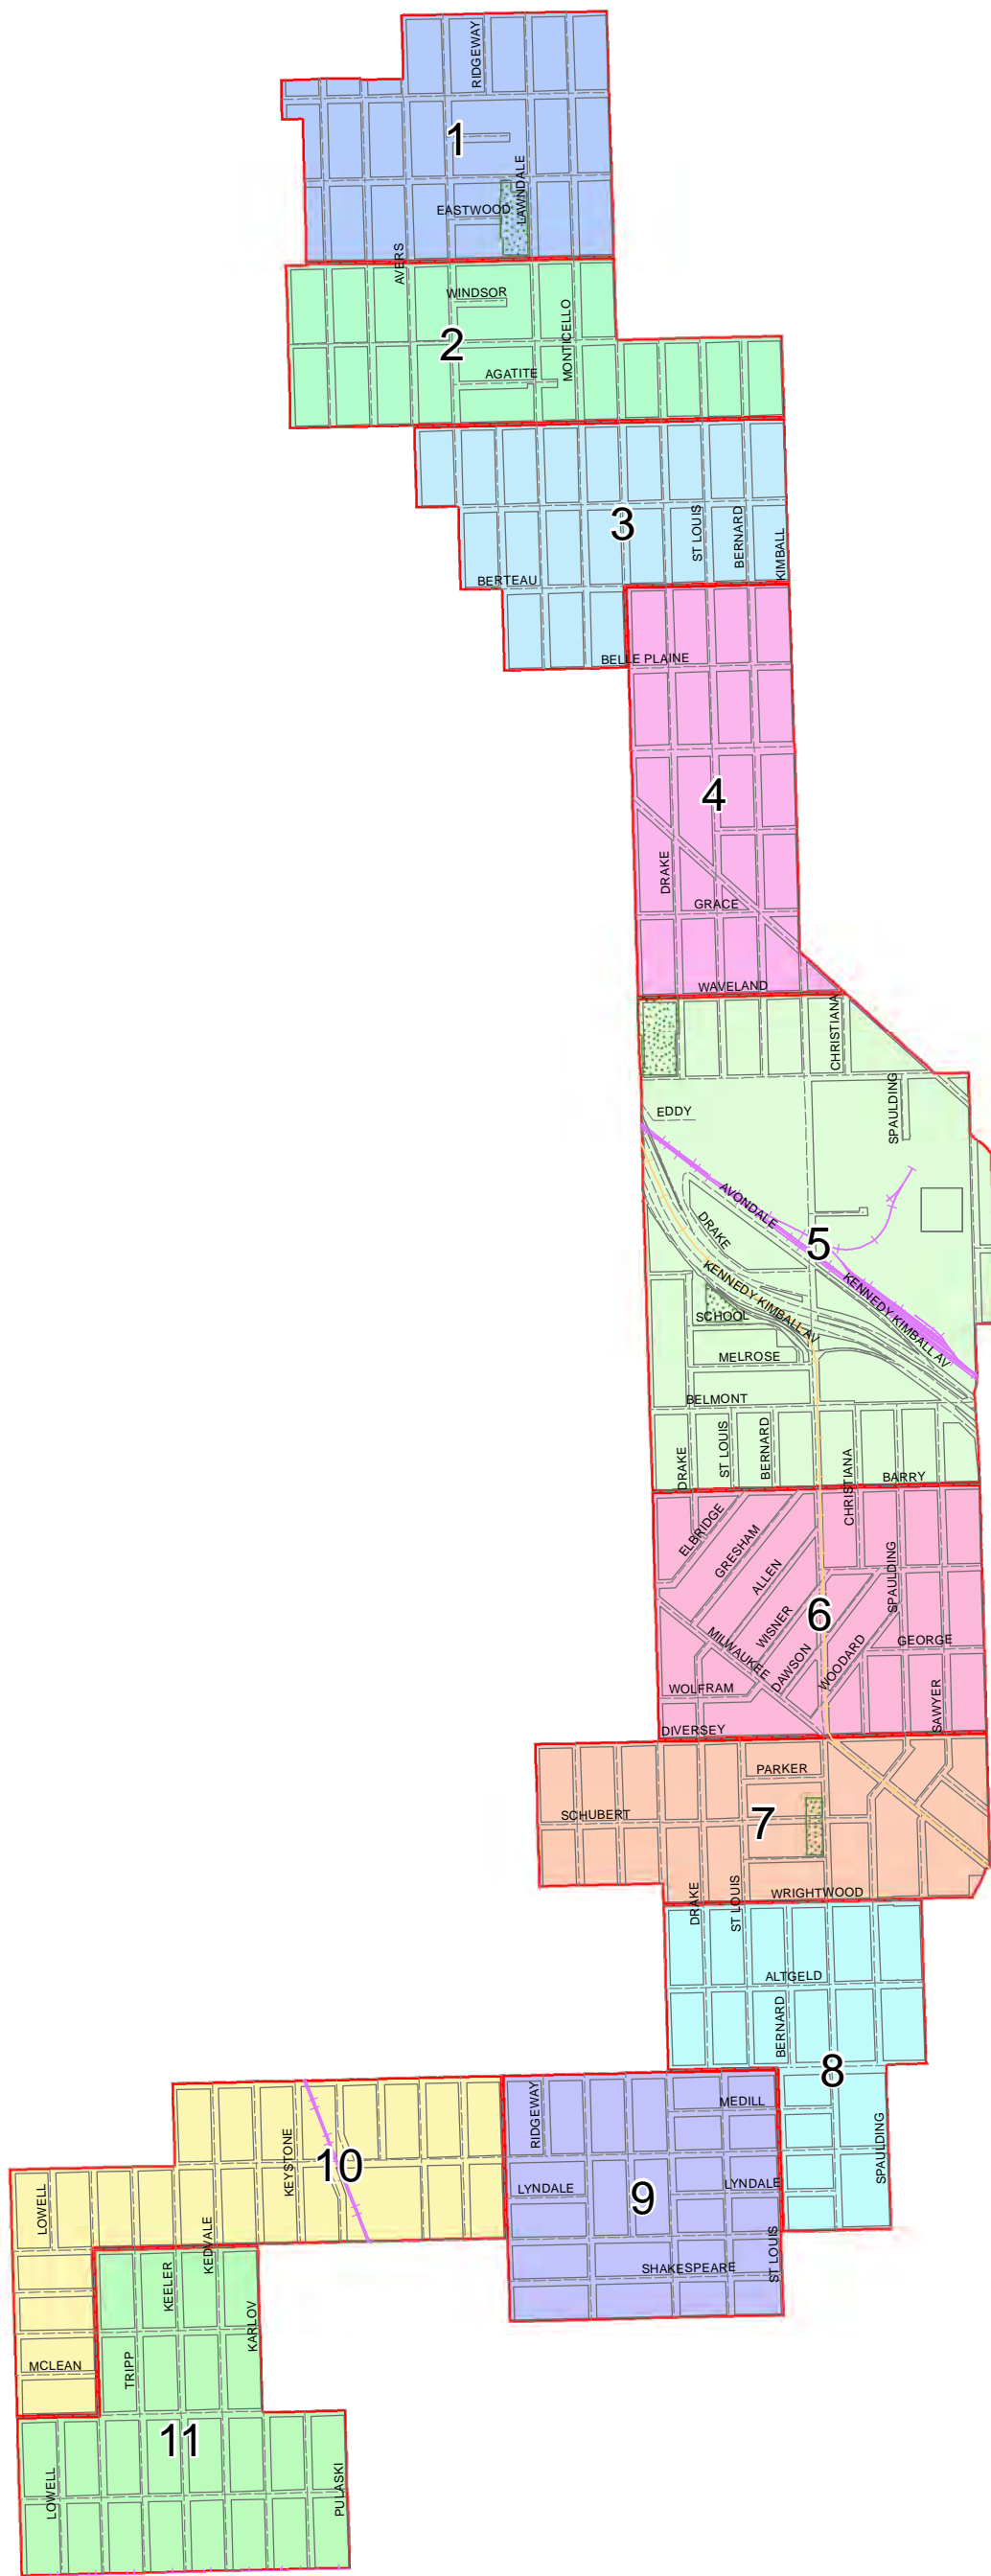 RIDGEWAY
1
LAWNDALE
EASTWOOD
AVERS
WINDSOR
MONTICELLO
2
AGATITE
3
ST LOUIS
BERNARD
KIMBALL
BERTEAU
BELLE PLAINE
4
DRAKE
GRACE
WAVELAND
CHRISTIANA
SPAULDING
EDDY
AVONDALE
DRAKE
5
KENNEDY-KIMBALL AV
KENNEDY-KIMBALL AV
SCHOOL
MELROSE
BELMONT
DRAKE
ST LOUIS
BERNARD
CHRISTIANA
BARRY
ELBRIDGE
GRESHAM
ALLEN
SPAULDING
WISNER
6
MILWAUKEE
DAWSON
WOODARD
GEORGE
WOLFRAM
SAWYER
DIVERSEY
PARKER
SCHUBERT
7
DRAKE
ST LOUIS
WRIGHTWOOD
ALTGELD
BERNARD
8
MEDILL
RIDGEWAY
SPAULDING
KEYSTONE
10
LYNDALE
9
LYNDALE
LOWELL
KEDVALE
KEELER
SHAKESPEARE
ST LOUIS
KARLOV
MCLEAN
TRIPP
11
LOWELL
PULASKI